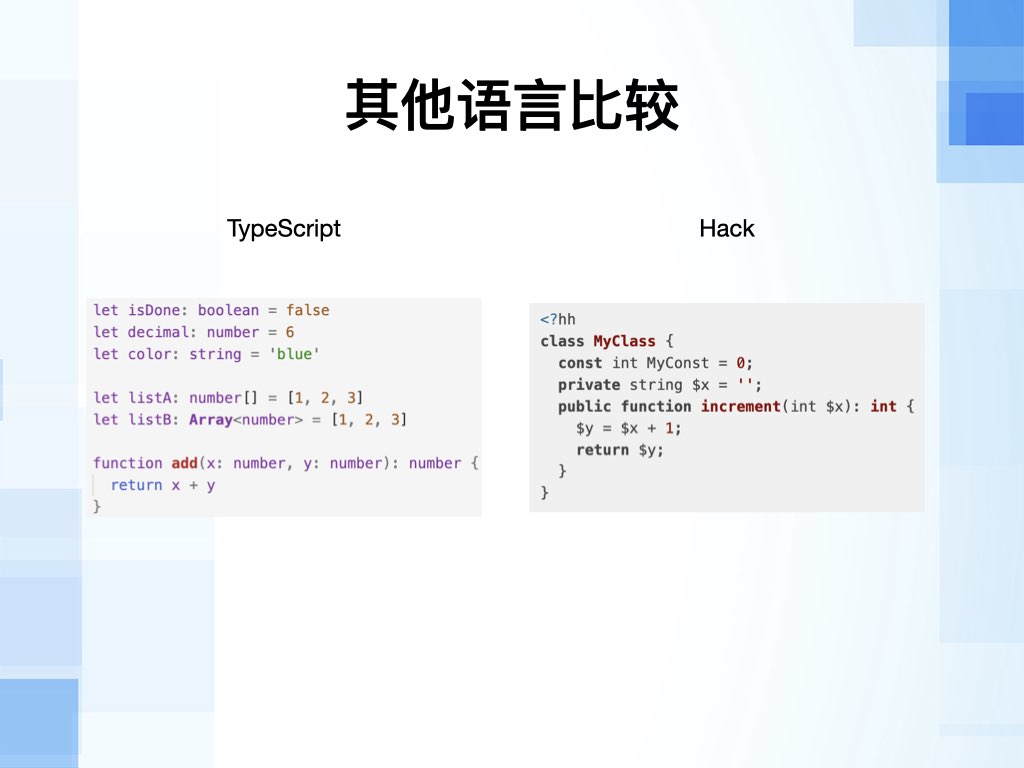 其他语言比较
TypeScript
let isDone: boolean = false
let decimal: number = 6
let color: string = 'blue'
let listA: number[] = [1, 2, 3]
let listB: Array<number> = [1, 2, 3]
function add(x: number, y: number): number {
  return x + y
}
Hack
<?hh
class MyClass {
  const int MyConst = 0;
  private string $x = '';
  public function increment(int $x): int {
    $y = $x + 1;
    return $y;
  }
}